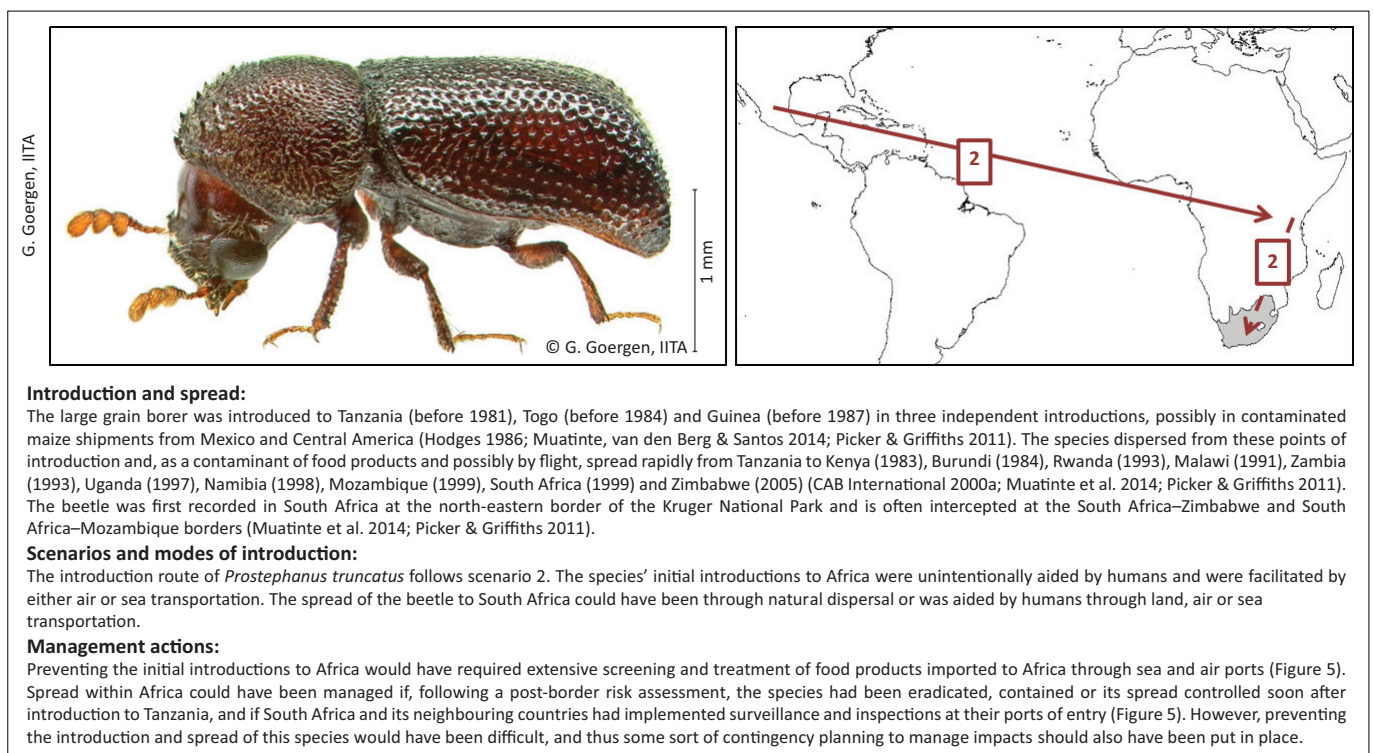 G. Goergen, IITA
1 mm
© G. Goergen, IITA
2
2
Introduction and spread:
The large grain borer was introduced to Tanzania (before 1981), Togo (before 1984) and Guinea (before 1987) in three independent introductions, possibly in contaminated
maize shipments from Mexico and Central America (Hodges 1986; Muatinte, van den Berg & Santos 2014; Picker & Griffiths 2011). The species dispersed from these points of
introduction and, as a contaminant of food products and possibly by flight, spread rapidly from Tanzania to Kenya (1983), Burundi (1984), Rwanda (1993), Malawi (1991), Zambia
(1993), Uganda (1997), Namibia (1998), Mozambique (1999), South Africa (1999) and Zimbabwe (2005) (CAB International 2000a; Muatinte et al. 2014; Picker & Griffiths 2011).
The beetle was first recorded in South Africa at the north-eastern border of the Kruger National Park and is often intercepted at the South Africa–Zimbabwe and South
Africa–Mozambique borders (Muatinte et al. 2014; Picker & Griffiths 2011).
Scenarios and modes of introduction:
The introduction route of Prostephanus truncatus follows scenario 2. The species' initial introductions to Africa were unintentionally aided by humans and were facilitated by
either air or sea transportation. The spread of the beetle to South Africa could have been through natural dispersal or was aided by humans through land, air or sea
transportation.
Management actions:
Preventing the initial introductions to Africa would have required extensive screening and treatment of food products imported to Africa through sea and air ports (Figure 5).
Spread within Africa could have been managed if, following a post-border risk assessment, the species had been eradicated, contained or its spread controlled soon after
introduction to Tanzania, and if South Africa and its neighbouring countries had implemented surveillance and inspections at their ports of entry (Figure 5). However, preventing
the introduction and spread of this species would have been difficult, and thus some sort of contingency planning to manage impacts should also have been put in place.